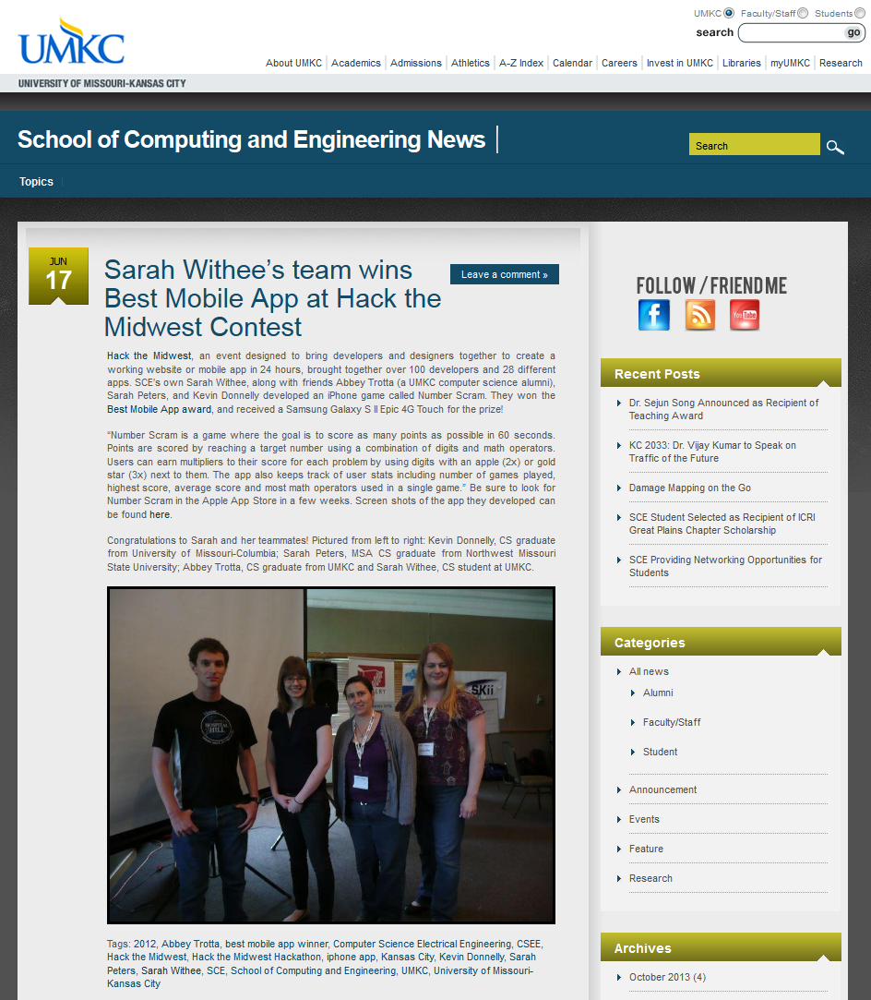 UMKC Faculty/Staff Students
search go
UMKC
About UMKC Academics Admissions Athletics A-Z Index Calendar Careers Invest in UMKC Libraries myUMKC Research
UNIVERSITY OF MISSOURI-KANSAS CITY
School of Computing and Engineering News
Search
Topics
JUN
17
Sarah Withee’s team wins
Best Mobile App at Hack the
Midwest Contest
Leave a comment »
Hack the Midwest, an event designed to bring developers and designers together to create a
working website or mobile app in 24 hours, brought together over 100 developers and 28 different
apps. SCE’s own Sarah Withee, along with friends Abbey Trotta (a UMKC computer science alumni),
Sarah Peters, and Kevin Donnelly developed an iPhone game called Number Scram. They won the
Best Mobile App award, and received a Samsung Galaxy S II Epic 4G Touch for the prize!
“Number Scram is a game where the goal is to score as many points as possible in 60 seconds.
Points are scored by reaching a target number using a combination of digits and math operators.
Users can earn multipliers to their score for each problem by using digits with an apple (2x) or gold
star (3x) next to them. The app also keeps track of user stats including number of games played,
highest score, average score and most math operators used in a single game.” Be sure to look for
Number Scram in the Apple App Store in a few weeks. Screen shots of the app they developed can
be found here.
Congratulations to Sarah and her teammates! Pictured from left to right: Kevin Donnelly, CS graduate
from University of Missouri-Columbia; Sarah Peters, MSA CS graduate from Northwest Missouri
State University; Abbey Trotta, CS graduate from UMKC and Sarah Withee, CS student at UMKC.
HOSPITAL
HILL
SKii
Tags: 2012, Abbey Trotta, best mobile app winner, Computer Science Electrical Engineering, CSEE,
Hack the Midwest, Hack the Midwest Hackathon, iphone app, Kansas City, Kevin Donnelly, Sarah
Peters, Sarah Withee, SCE, School of Computing and Engineering, UMKC, University of Missouri-
Kansas City
FOLLOW / FRIEND ME
You Tube
Recent Posts
Dr. Sejun Song Announced as Recipient of
Teaching Award
KC 2033: Dr. Vijay Kumar to Speak on
Traffic of the Future
Damage Mapping on the Go
SCE Student Selected as Recipient of ICRI
Great Plains Chapter Scholarship
SCE Providing Networking Opportunities for
Students
Categories
All news
Alumni
Faculty/Staff
Student
Announcement
Events
Feature
Research
Archives
October 2013 (4)